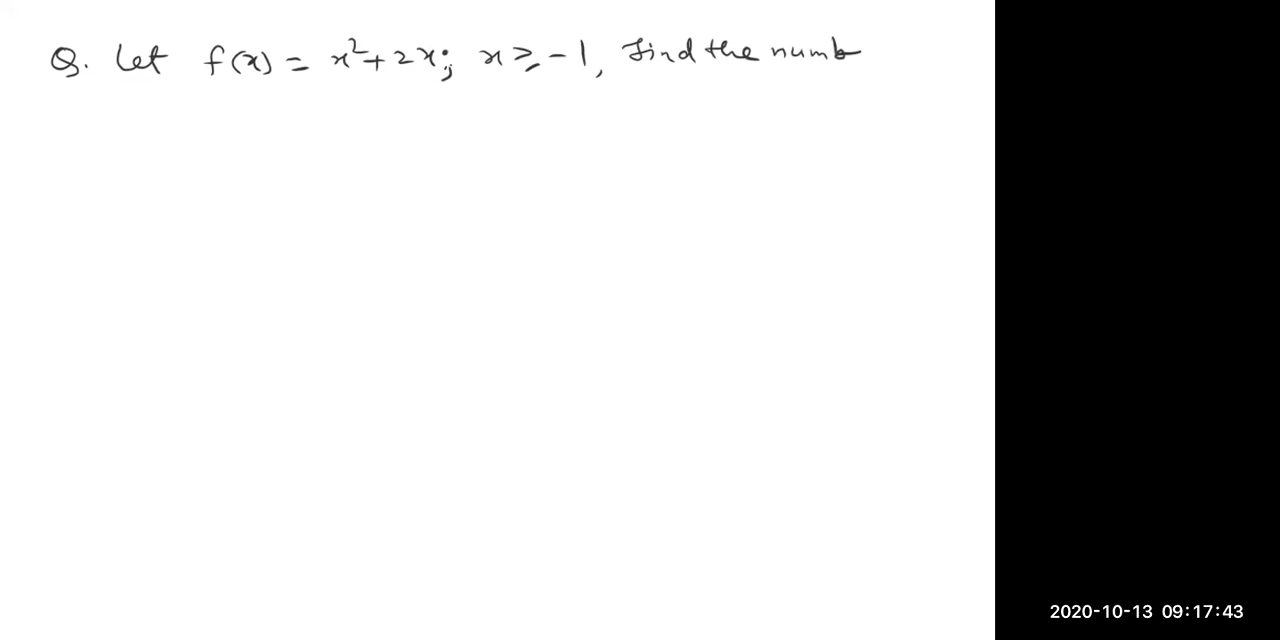 Q. Let f(x) = x²+2x; x ≥ -1, Find the numb
2020-10-13 09:17:43